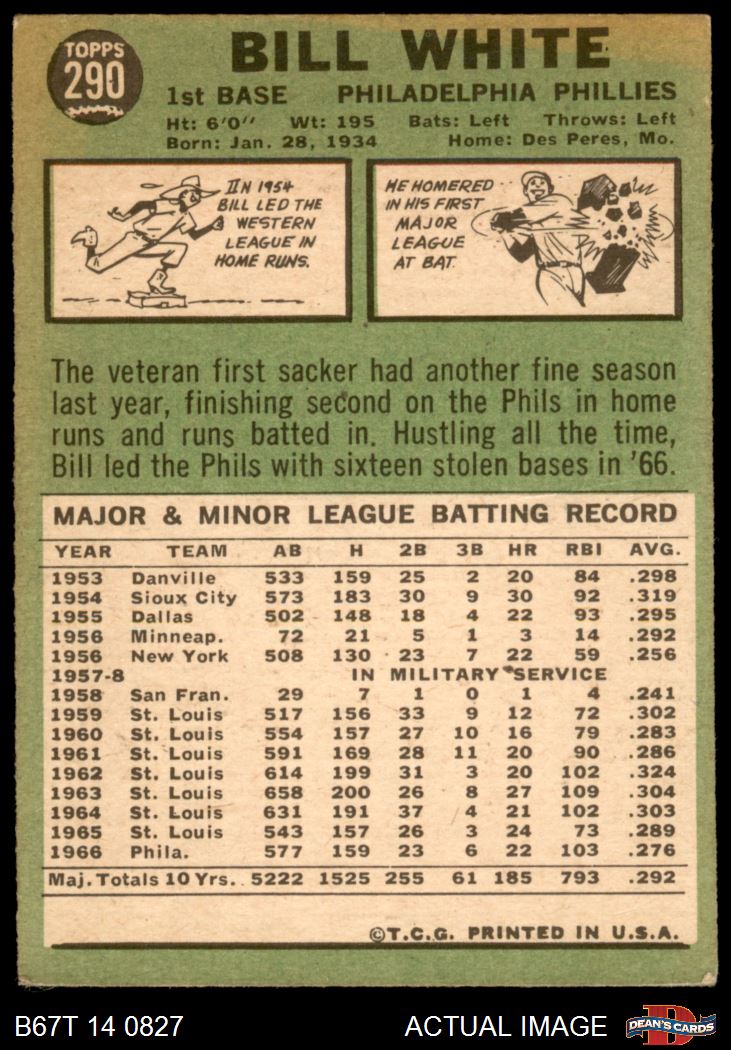 TOPPS
290
BILL WHITE
1st BASE PHILADELPHIA PHILLIES
Ht: 6'0" Wt: 195 Bats: Left Throws: Left
Born: Jan. 28, 1934 Home: Des Peres, Mo.
IN 1954
BILL LED THE
WESTERN
LEAGUE IN
HOME RUNS.
HE HOMERED
IN HIS FIRST
MAJOR
LEAGUE
AT BAT.
The veteran first sacker had another fine season
last year, finishing second on the Phils in home
runs and runs batted in. Hustling all the time,
Bill led the Phils with sixteen stolen bases in '66.
MAJOR & MINOR LEAGUE BATTING RECORD
YEAR TEAM AB H 2B 3B HR RBI AVG.
1953 Danville 533 159 25 2 20 84 .298
1954 Sioux City 573 183 30 9 30 92 .319
1955 Dallas 502 148 18 4 22 93 .295
1956 Minneap. 72 21 5 1 3 14 .292
1956 New York 508 130 23 7 22 59 .256
1957-8 IN MILITARY SERVICE
1958 San Fran. 29 7 1 0 1 4 .241
1959 St. Louis 517 156 33 9 12 72 .302
1960 St. Louis 554 157 27 10 16 79 .283
1961 St. Louis 591 169 28 11 20 90 .286
1962 St. Louis 614 199 31 3 20 102 .324
1963 St. Louis 658 200 26 8 27 109 .304
1964 St. Louis 631 191 37 4 21 102 .303
1965 St. Louis 543 157 26 3 24 73 .289
1966 Phila. 577 159 23 6 22 103 .276
Maj. Totals 10 Yrs. 5222 1525 255 61 185 793 .292
©T.C.G. PRINTED IN U.S.A.
B67T 14 0827 ACTUAL IMAGE
D
DEAN'S CARDS